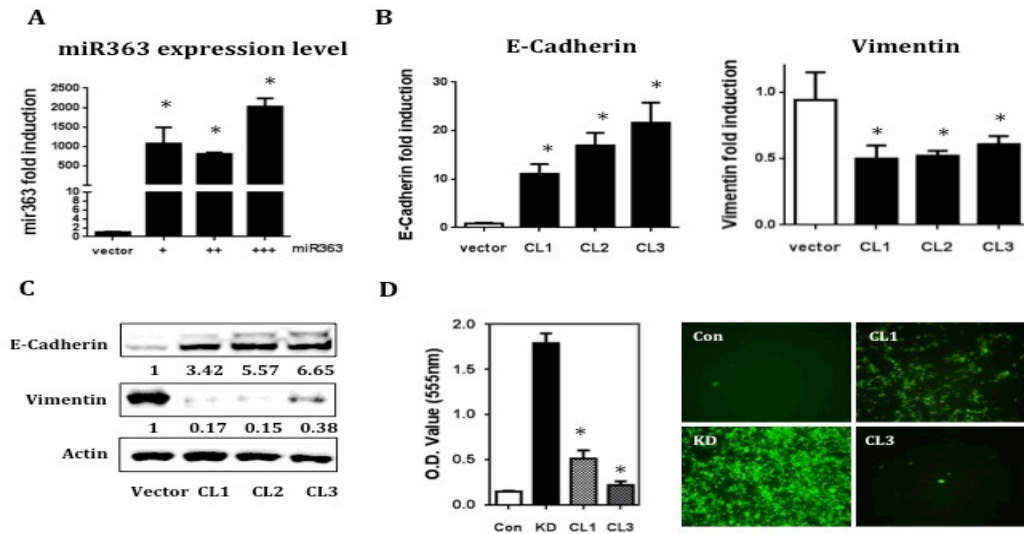 A
miR363 expression level
mir363 fold induction
2500
2000
1500
1000
500
10
8
6
4
2
0
*
*
*
vector + ++ +++ miR363
B
E-Cadherin
E-Cadherin fold induction
30
20
10
0
*
*
*
vector CL1 CL2 CL3
Vimentin
Vimentin fold induction
1.0
0.5
0.0
*
*
*
vector CL1 CL2 CL3
C
E-Cadherin
1 3.42 5.57 6.65
Vimentin
1 0.17 0.15 0.38
Actin
Vector CL1 CL2 CL3
D
O.D. Value (555nm)
2.0
1.5
1.0
0.5
0.0
*
*
Con KD CL1 CL3
Con
CL1
KD
CL3